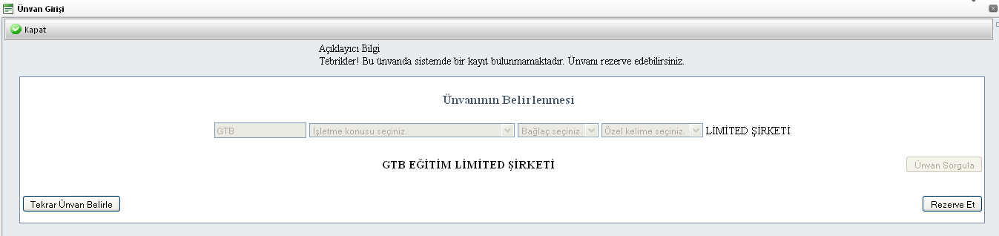 Ünvan Girişi
Kapat
Açıklayıcı Bilgi
Tebrikler! Bu ünvanda sistemde bir kayıt bulunmamaktadır. Ünvanı rezerve edebilirsiniz.
Ünvanının Belirlenmesi
GTB İşletme konusu seçiniz. Bağlaç seçiniz. Özel kelime seçiniz. LİMİTED ŞİRKETİ
GTB EĞİTİM LİMİTED ŞİRKETİ Ünvan Sorgula
Tekrar Ünvan Belirle Rezerve Et